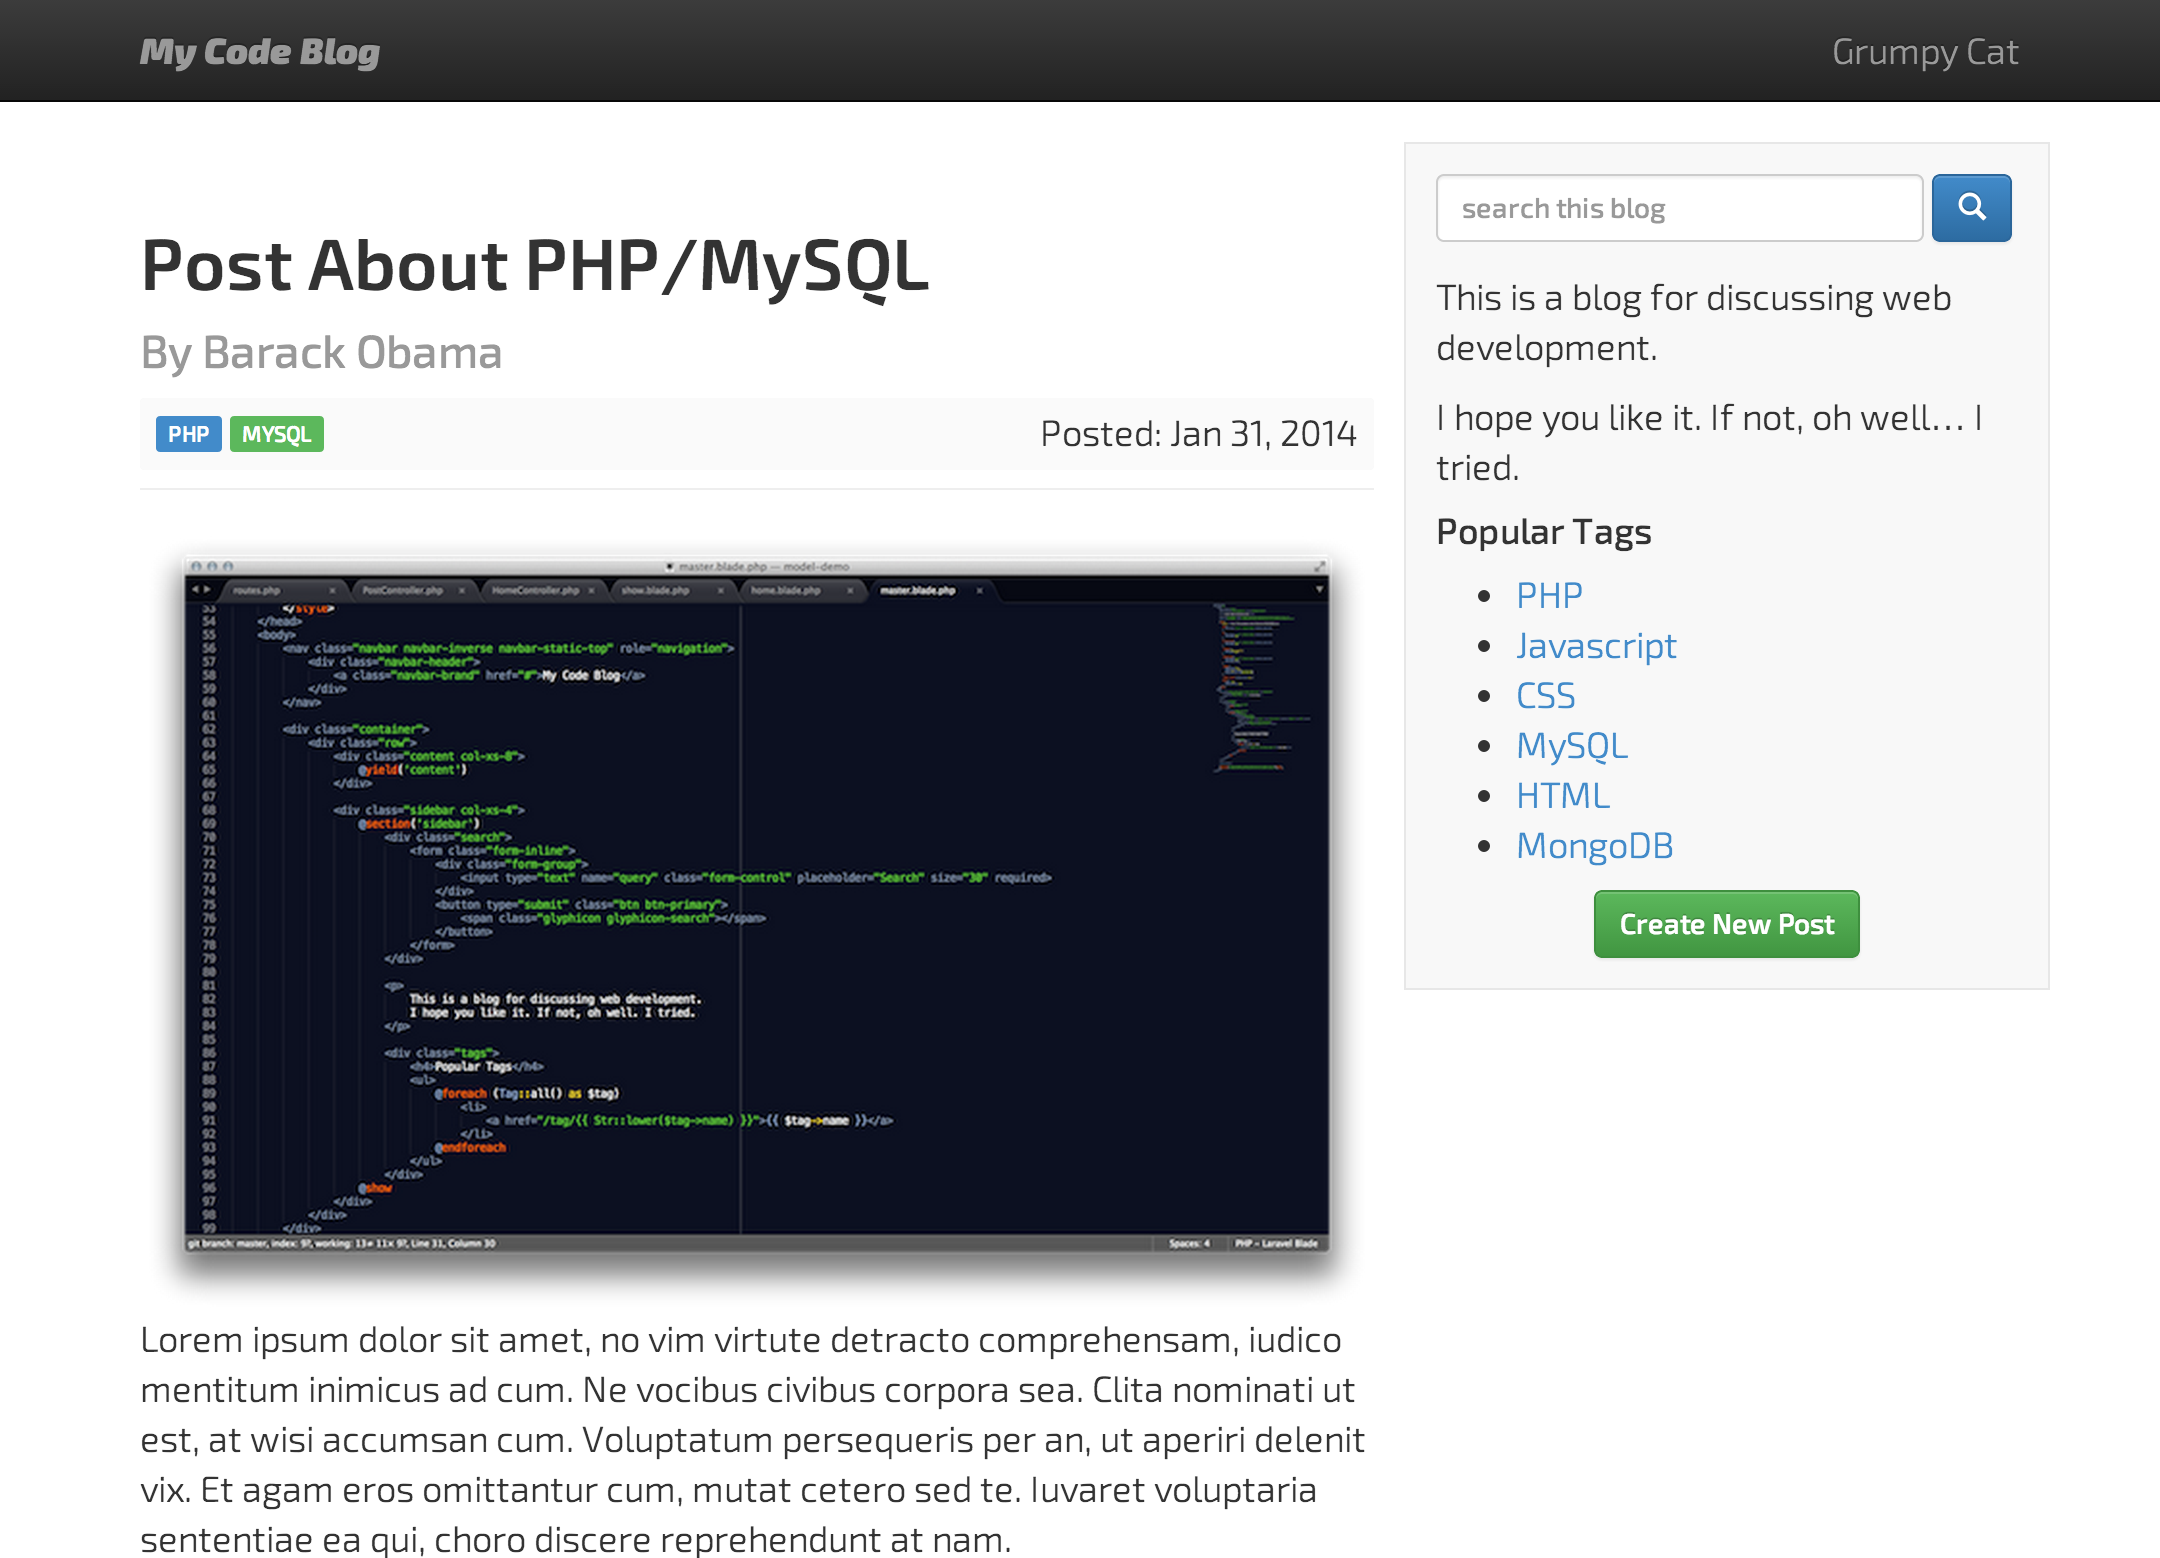 My Code Blog
Grumpy Cat
Post About PHP/MySQL
By Barack Obama
PHP MYSQL
Posted: Jan 31, 2014
master.blade.php — model-demo
routes.php
PostController.php
HomeController.php
show.blade.php
home.blade.php
master.blade.php
53 </style>
54 </head>
55 <body>
56 <nav class="navbar navbar-inverse navbar-static-top" role="navigation">
57 <div class="navbar-header">
58 <a class="navbar-brand" href="#">My Code Blog</a>
59 </div>
60 </nav>
61
62 <div class="container">
63 <div class="row">
64 <div class="content col-xs-8">
65 @yield('content')
66 </div>
67
68 <div class="sidebar col-xs-4">
69 @section('sidebar')
70 <div class="search">
71 <form class="form-inline">
72 <div class="form-group">
73 <input type="text" name="query" class="form-control" placeholder="Search" size="30" required>
74 </div>
75 <button type="submit" class="btn btn-primary">
76 <span class="glyphicon glyphicon-search"></span>
77 </button>
78 </form>
79 </div>
80
81 <p>
82 This is a blog for discussing web development.
83 I hope you like it. If not, oh well. I tried.
84 </p>
85
86 <div class="tags">
87 <h4>Popular Tags</h4>
88 <ul>
89 @foreach (Tag::all() as $tag)
90 <li>
91 <a href="/tag/{{ Str::lower($tag->name) }}">{{ $tag->name }}</a>
92 </li>
93 @endforeach
94 </ul>
95 </div>
96 @show
97 </div>
98 </div>
99 </div>
git branch: master, index: 9?, working: 13≠ 11× 9?, Line 31, Column 30
Spaces: 4
PHP - Laravel Blade
Lorem ipsum dolor sit amet, no vim virtute detracto comprehensam, iudico
mentitum inimicus ad cum. Ne vocibus civibus corpora sea. Clita nominati ut
est, at wisi accumsan cum. Voluptatum persequeris per an, ut aperiri delenit
vix. Et agam eros omittantur cum, mutat cetero sed te. Iuvaret voluptaria
sententiae ea qui, choro discere reprehendunt at nam.
search this blog
This is a blog for discussing web
development.
I hope you like it. If not, oh well... I
tried.
Popular Tags
PHP
Javascript
CSS
MySQL
HTML
MongoDB
Create New Post